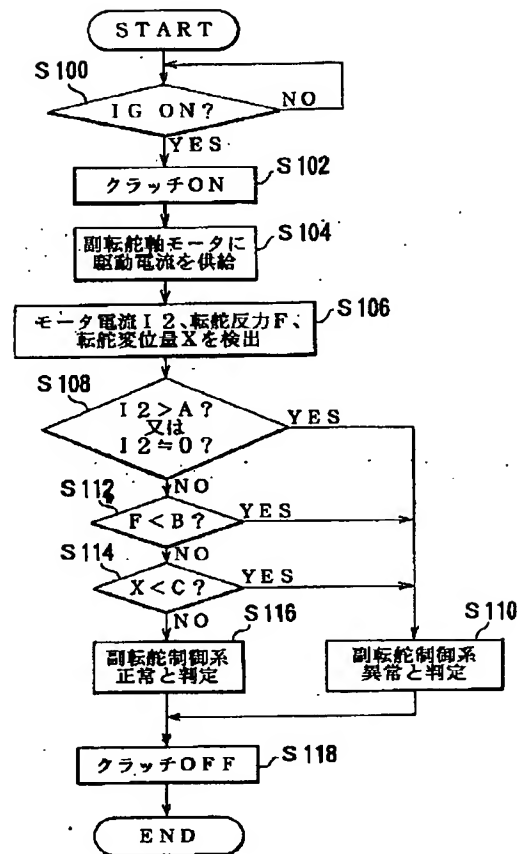 START
S100
IG ON?
NO
YES
クラッチON
S102
副転舵軸モータに
駆動電流を供給
S104
モータ電流I2、転舵反力F、
転舵変位量Xを検出
S106
S108
I2>A?
又は
I2≒0?
YES
NO
S112
F<B?
YES
NO
S114
X<C?
YES
NO
S116
副転舵制御系
正常と判定
S110
副転舵制御系
異常と判定
クラッチOFF
S118
END